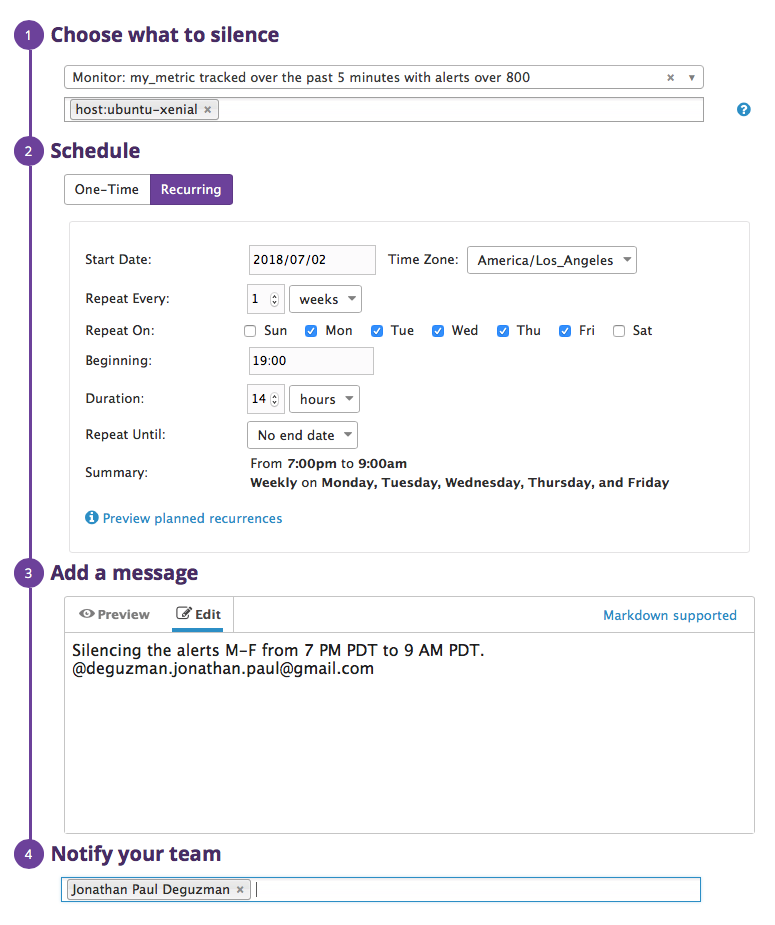 1 Choose what to silence
Monitor: my_metric tracked over the past 5 minutes with alerts over 800 × ▼
host:ubuntu-xenial × ?
2 Schedule
One-Time Recurring
Start Date: 2018/07/02 Time Zone: America/Los_Angeles
Repeat Every: 1 weeks
Repeat On: Sun Mon Tue Wed Thu Fri Sat
Beginning: 19:00
Duration: 14 hours
Repeat Until: No end date
Summary: From 7:00pm to 9:00am
Weekly on Monday, Tuesday, Wednesday, Thursday, and Friday
Preview planned recurrences
3 Add a message
Preview Edit Markdown supported
Silencing the alerts M-F from 7 PM PDT to 9 AM PDT.
@deguzman.jonathan.paul@gmail.com
4 Notify your team
Jonathan Paul Deguzman ×